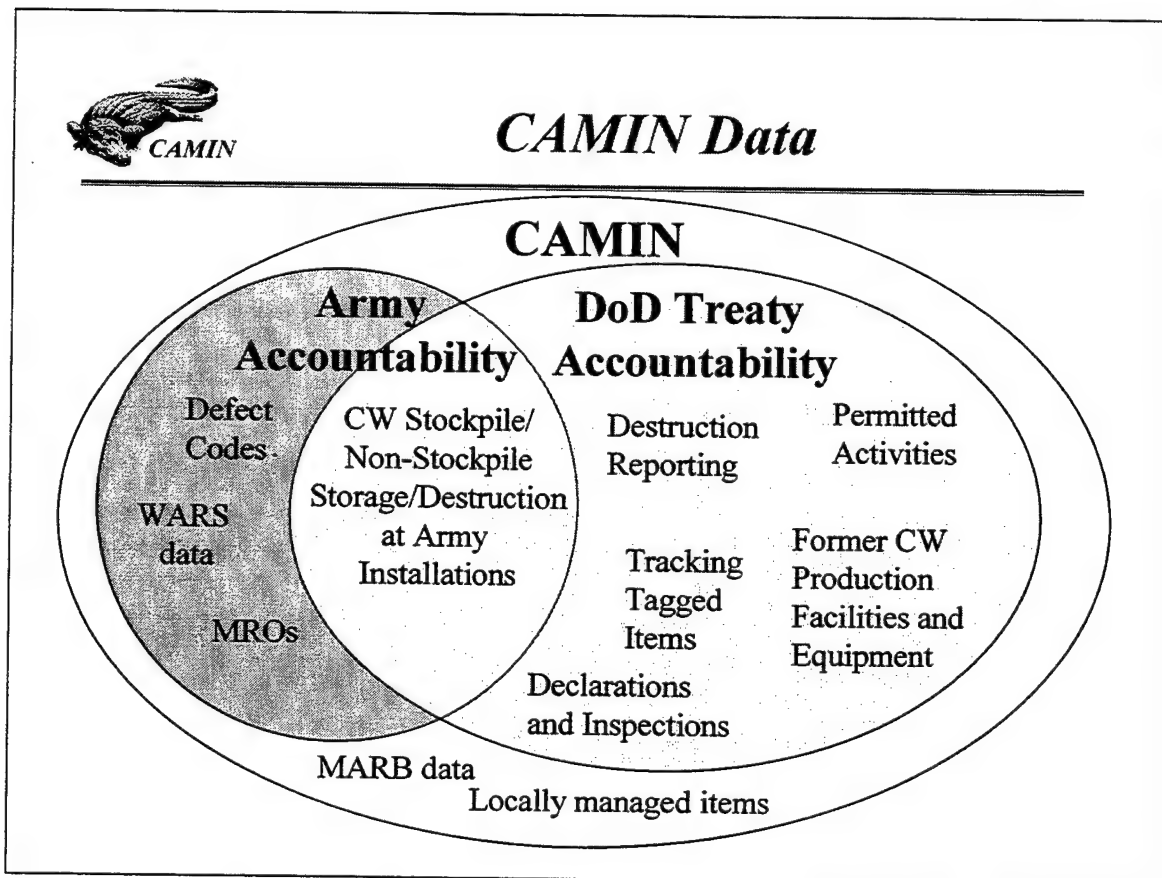 CAMIN
CAMIN Data
CAMIN
Army
Accountability
DoD Treaty
Accountability
Defect
Codes
WARS
data
MROs
CW Stockpile/
Non-Stockpile
Storage/Destruction
at Army
Installations
Destruction
Reporting
Permitted
Activities
Tracking
Tagged
Items
Former CW
Production
Facilities and
Equipment
Declarations
and Inspections
MARB data
Locally managed items